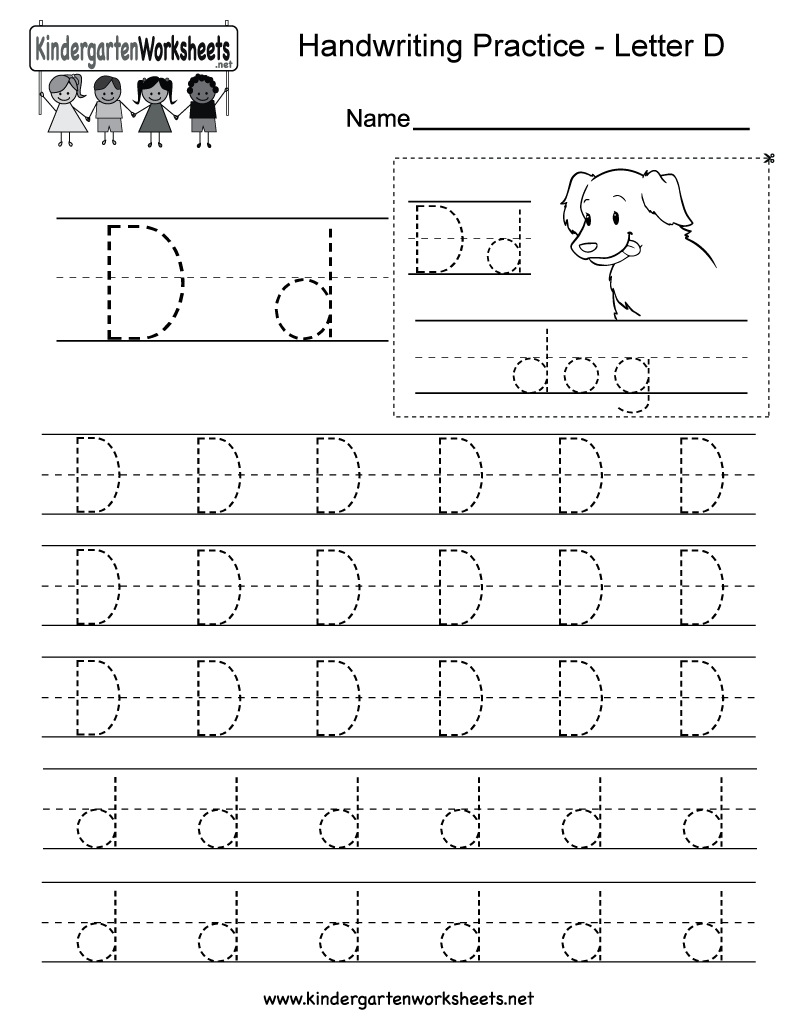 KindergartenWorksheets
.net
Handwriting Practice - Letter D
Name
D d
D d
dog
D D D D D D
D D D D D D
D D D D D D
d d d d d d
d d d d d d
www.kindergartenworksheets.net